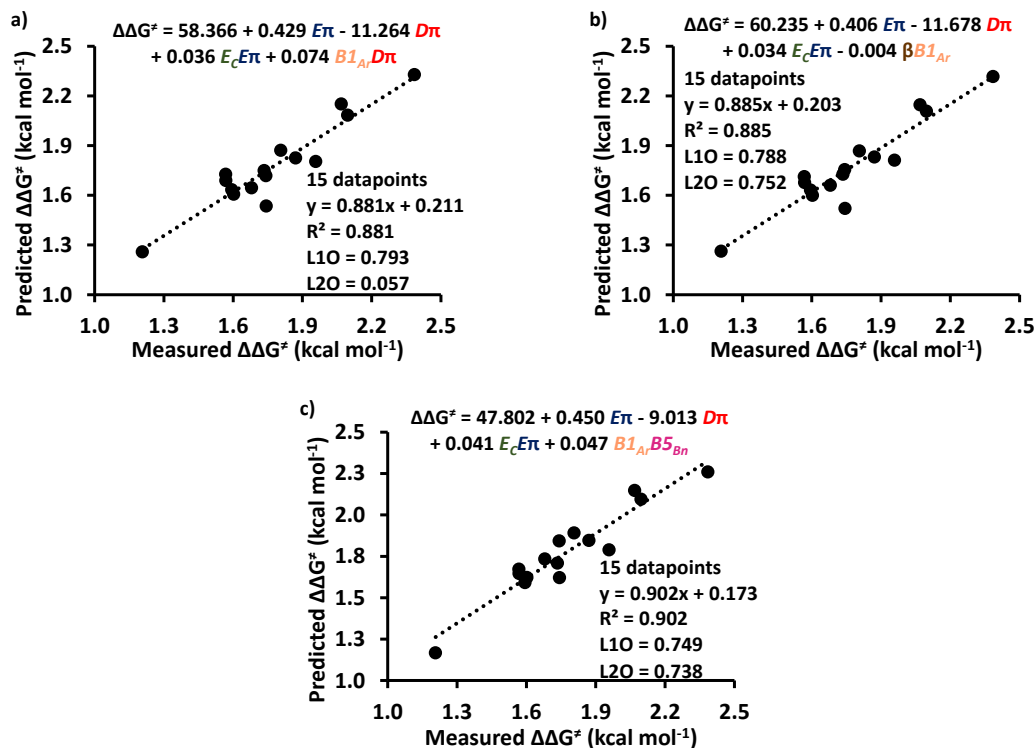 a)
ΔΔG≠ = 58.366 + 0.429 Eπ - 11.264 Dπ
+ 0.036 ECEπ + 0.074 B1ArDπ
Predicted ΔΔG≠ (kcal mol-1)
2.5
2.2
1.9
1.6
1.3
1.0
15 datapoints
y = 0.881x + 0.211
R² = 0.881
L1O = 0.793
L2O = 0.057
1.0 1.3 1.6 1.9 2.2 2.5
Measured ΔΔG≠ (kcal mol-1)
b)
ΔΔG≠ = 60.235 + 0.406 Eπ - 11.678 Dπ
+ 0.034 ECEπ - 0.004 βB1Ar
Predicted ΔΔG≠ (kcal mol-1)
2.5
2.2
1.9
1.6
1.3
1.0
15 datapoints
y = 0.885x + 0.203
R² = 0.885
L1O = 0.788
L2O = 0.752
1.0 1.3 1.6 1.9 2.2 2.5
Measured ΔΔG≠ (kcal mol-1)
c)
ΔΔG≠ = 47.802 + 0.450 Eπ - 9.013 Dπ
+ 0.041 ECEπ + 0.047 B1ArB5Bn
Predicted ΔΔG≠ (kcal mol-1)
2.5
2.3
2.0
1.8
1.5
1.3
1.0
15 datapoints
y = 0.902x + 0.173
R² = 0.902
L1O = 0.749
L2O = 0.738
1.0 1.3 1.6 1.9 2.2 2.5
Measured ΔΔG≠ (kcal mol-1)